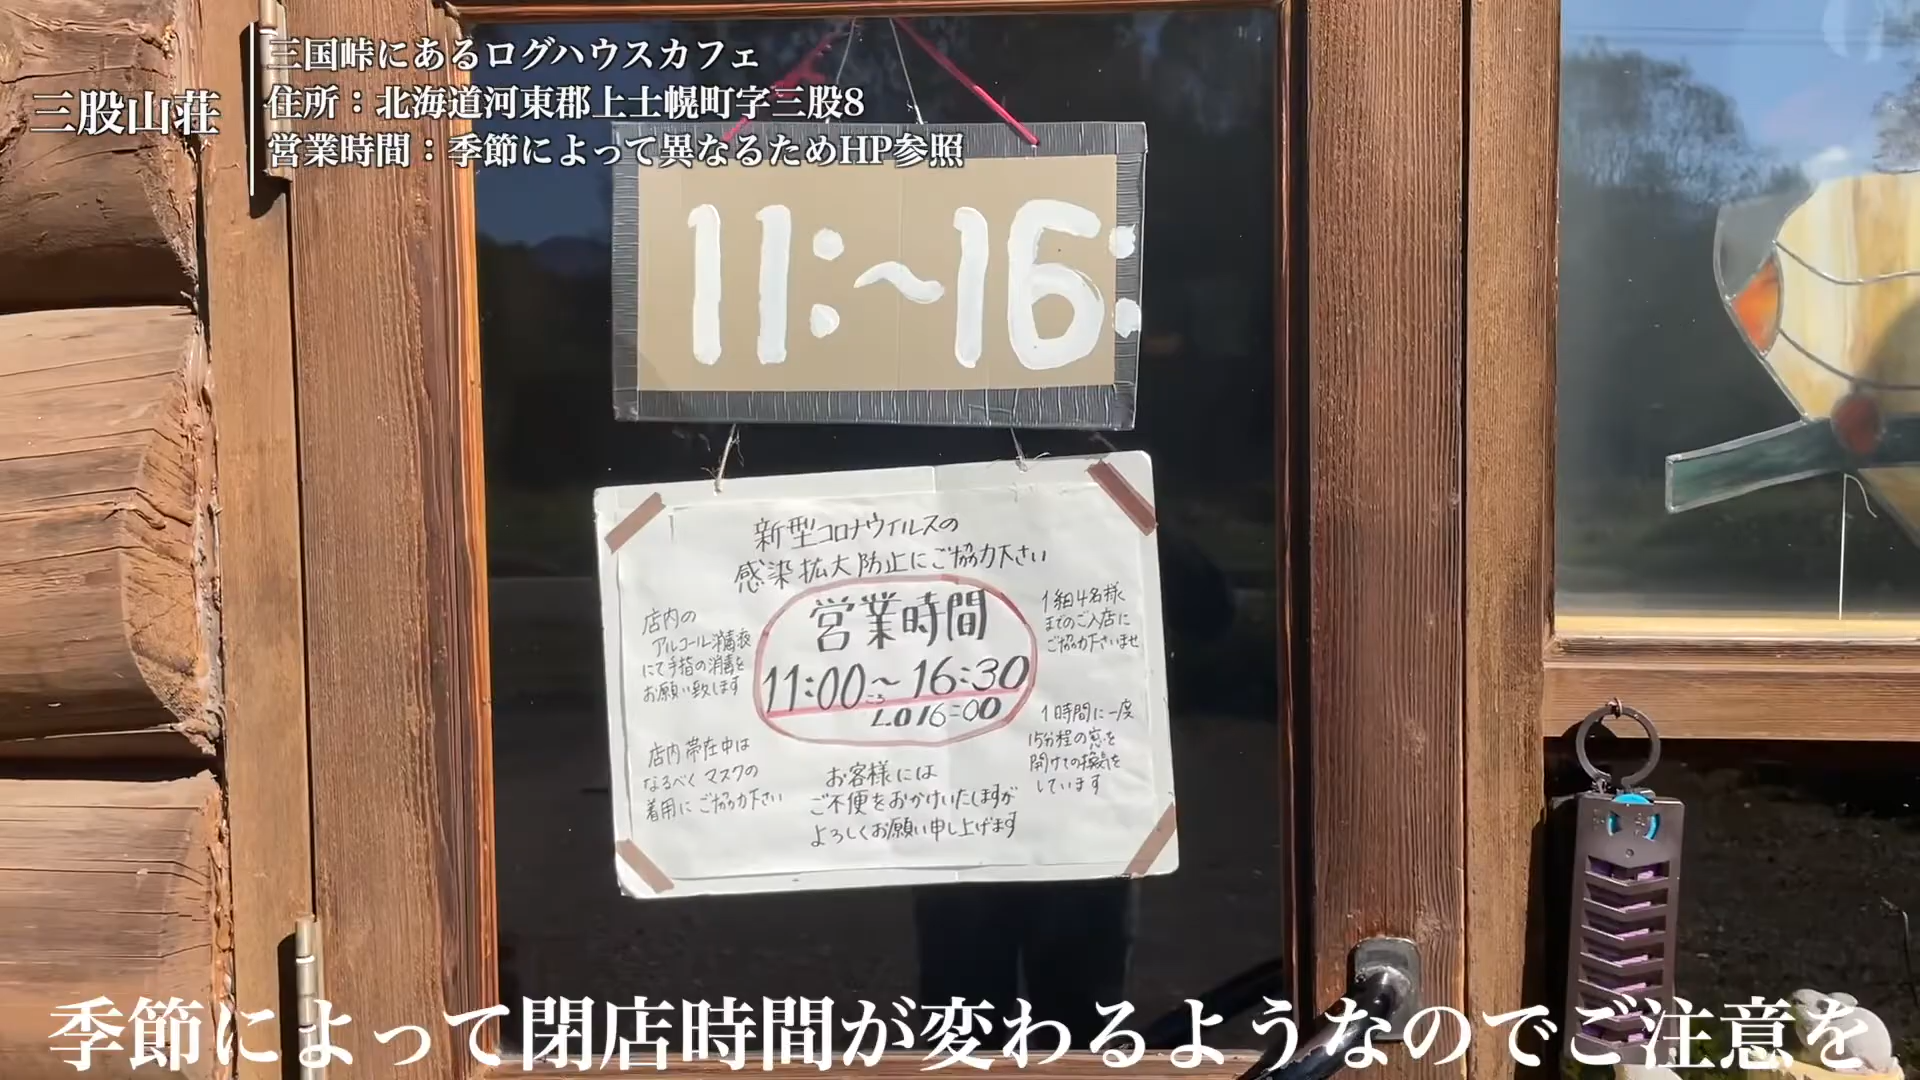 三股山荘
三国峠にあるログハウスカフェ
住所：北海道河東郡上士幌町字三股8
営業時間：季節によって異なるためHP参照
11:~16:
新型コロナウイルスの
感染拡大防止にご協力下さい
営業時間
11:00~16:30
L.O16:00
店内の
アルコール消毒液
にて手指の消毒を
お願い致します
1組4名様
までのご入店に
ご協力下さいませ
店内滞在中は
なるべくマスクの
着用にご協力下さい
お客様には
ご不便をおかけいたしますが
よろしくお願い申し上げます
1時間に一度
15分程の窓を
開けての換気を
しています
季節によって閉店時間が変わるようなのでご注意を